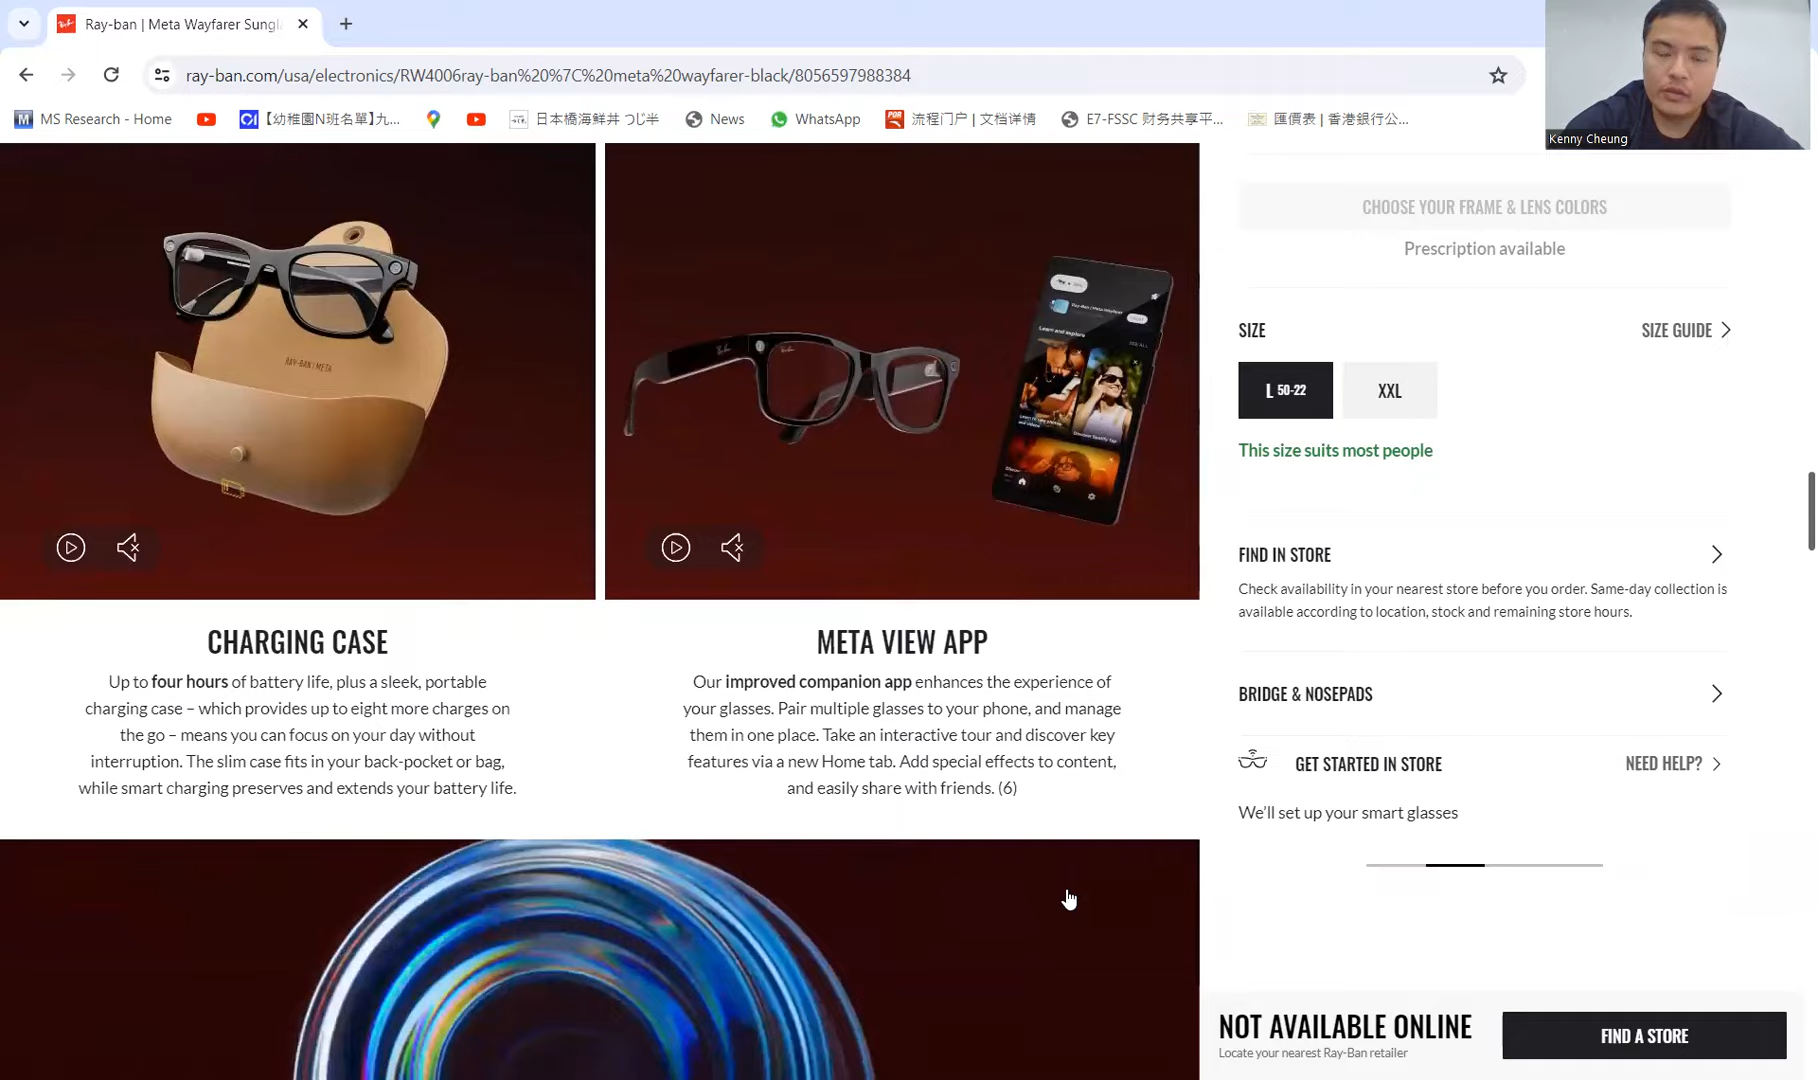 Ray-ban | Meta Wayfarer Sungl
ray-ban.com/usa/electronics/RW4006ray-ban%20%7C%20meta%20wayfarer-black/8056597988384
MS Research - Home
【幼稚園N班名單】九...
日本橋海鮮丼 つじ半
News
WhatsApp
流程门户 | 文档详情
E7-FSSC 财务共享平...
匯價表 | 香港銀行公...
Kenny Cheung
RAY-BAN | META
Learn and explore
CHOOSE YOUR FRAME & LENS COLORS
Prescription available
SIZE
SIZE GUIDE
L 50-22
XXL
This size suits most people
FIND IN STORE
Check availability in your nearest store before you order. Same-day collection is
available according to location, stock and remaining store hours.
BRIDGE & NOSEPADS
GET STARTED IN STORE
NEED HELP?
We'll set up your smart glasses
CHARGING CASE
Up to four hours of battery life, plus a sleek, portable
charging case – which provides up to eight more charges on
the go – means you can focus on your day without
interruption. The slim case fits in your back-pocket or bag,
while smart charging preserves and extends your battery life.
META VIEW APP
Our improved companion app enhances the experience of
your glasses. Pair multiple glasses to your phone, and manage
them in one place. Take an interactive tour and discover key
features via a new Home tab. Add special effects to content,
and easily share with friends. (6)
NOT AVAILABLE ONLINE
Locate your nearest Ray-Ban retailer
FIND A STORE